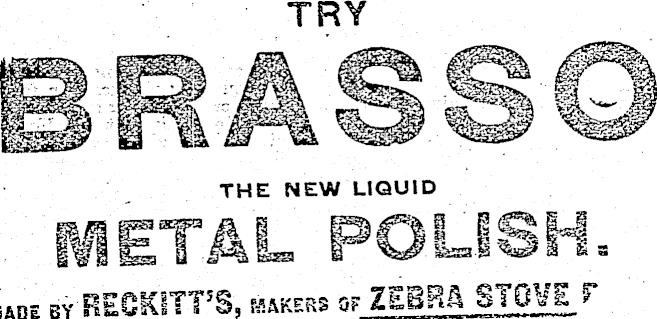 TRY
BRASSO
THE NEW LIQUID
METAL POLISH.
MADE BY RECKITT'S, MAKERS OF ZEBRA STOVE